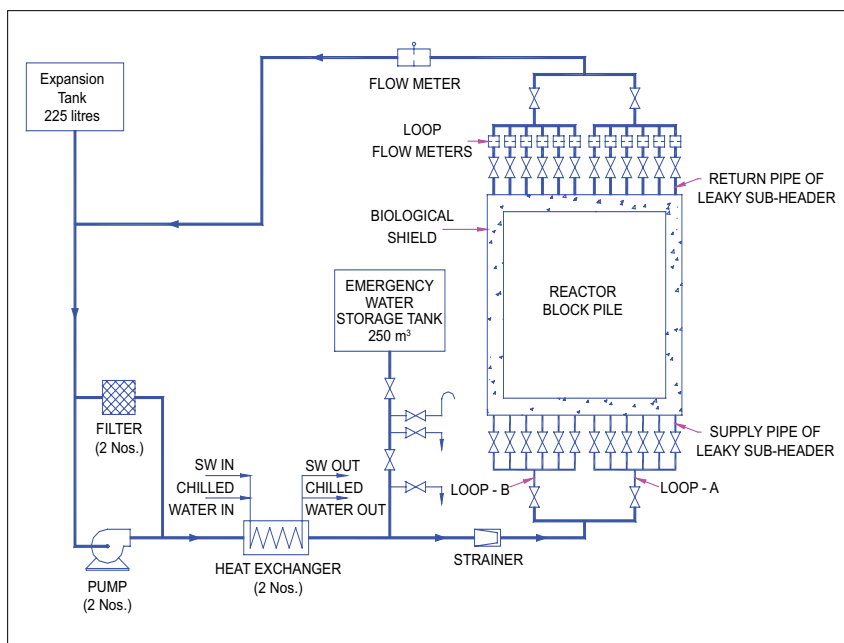 Expansion
Tank
225 litres
FLOW METER
LOOP
FLOW METERS
RETURN PIPE OF
LEAKY SUB-HEADER
BIOLOGICAL
SHIELD
REACTOR
BLOCK PILE
EMERGENCY
WATER
STORAGE TANK
250 m³
FILTER
(2 Nos.)
SUPPLY PIPE OF
LEAKY SUB-HEADER
SW IN
CHILLED
WATER IN
SW OUT
CHILLED
WATER OUT
LOOP - B
LOOP - A
HEAT EXCHANGER
(2 Nos.)
STRAINER
PUMP
(2 Nos.)